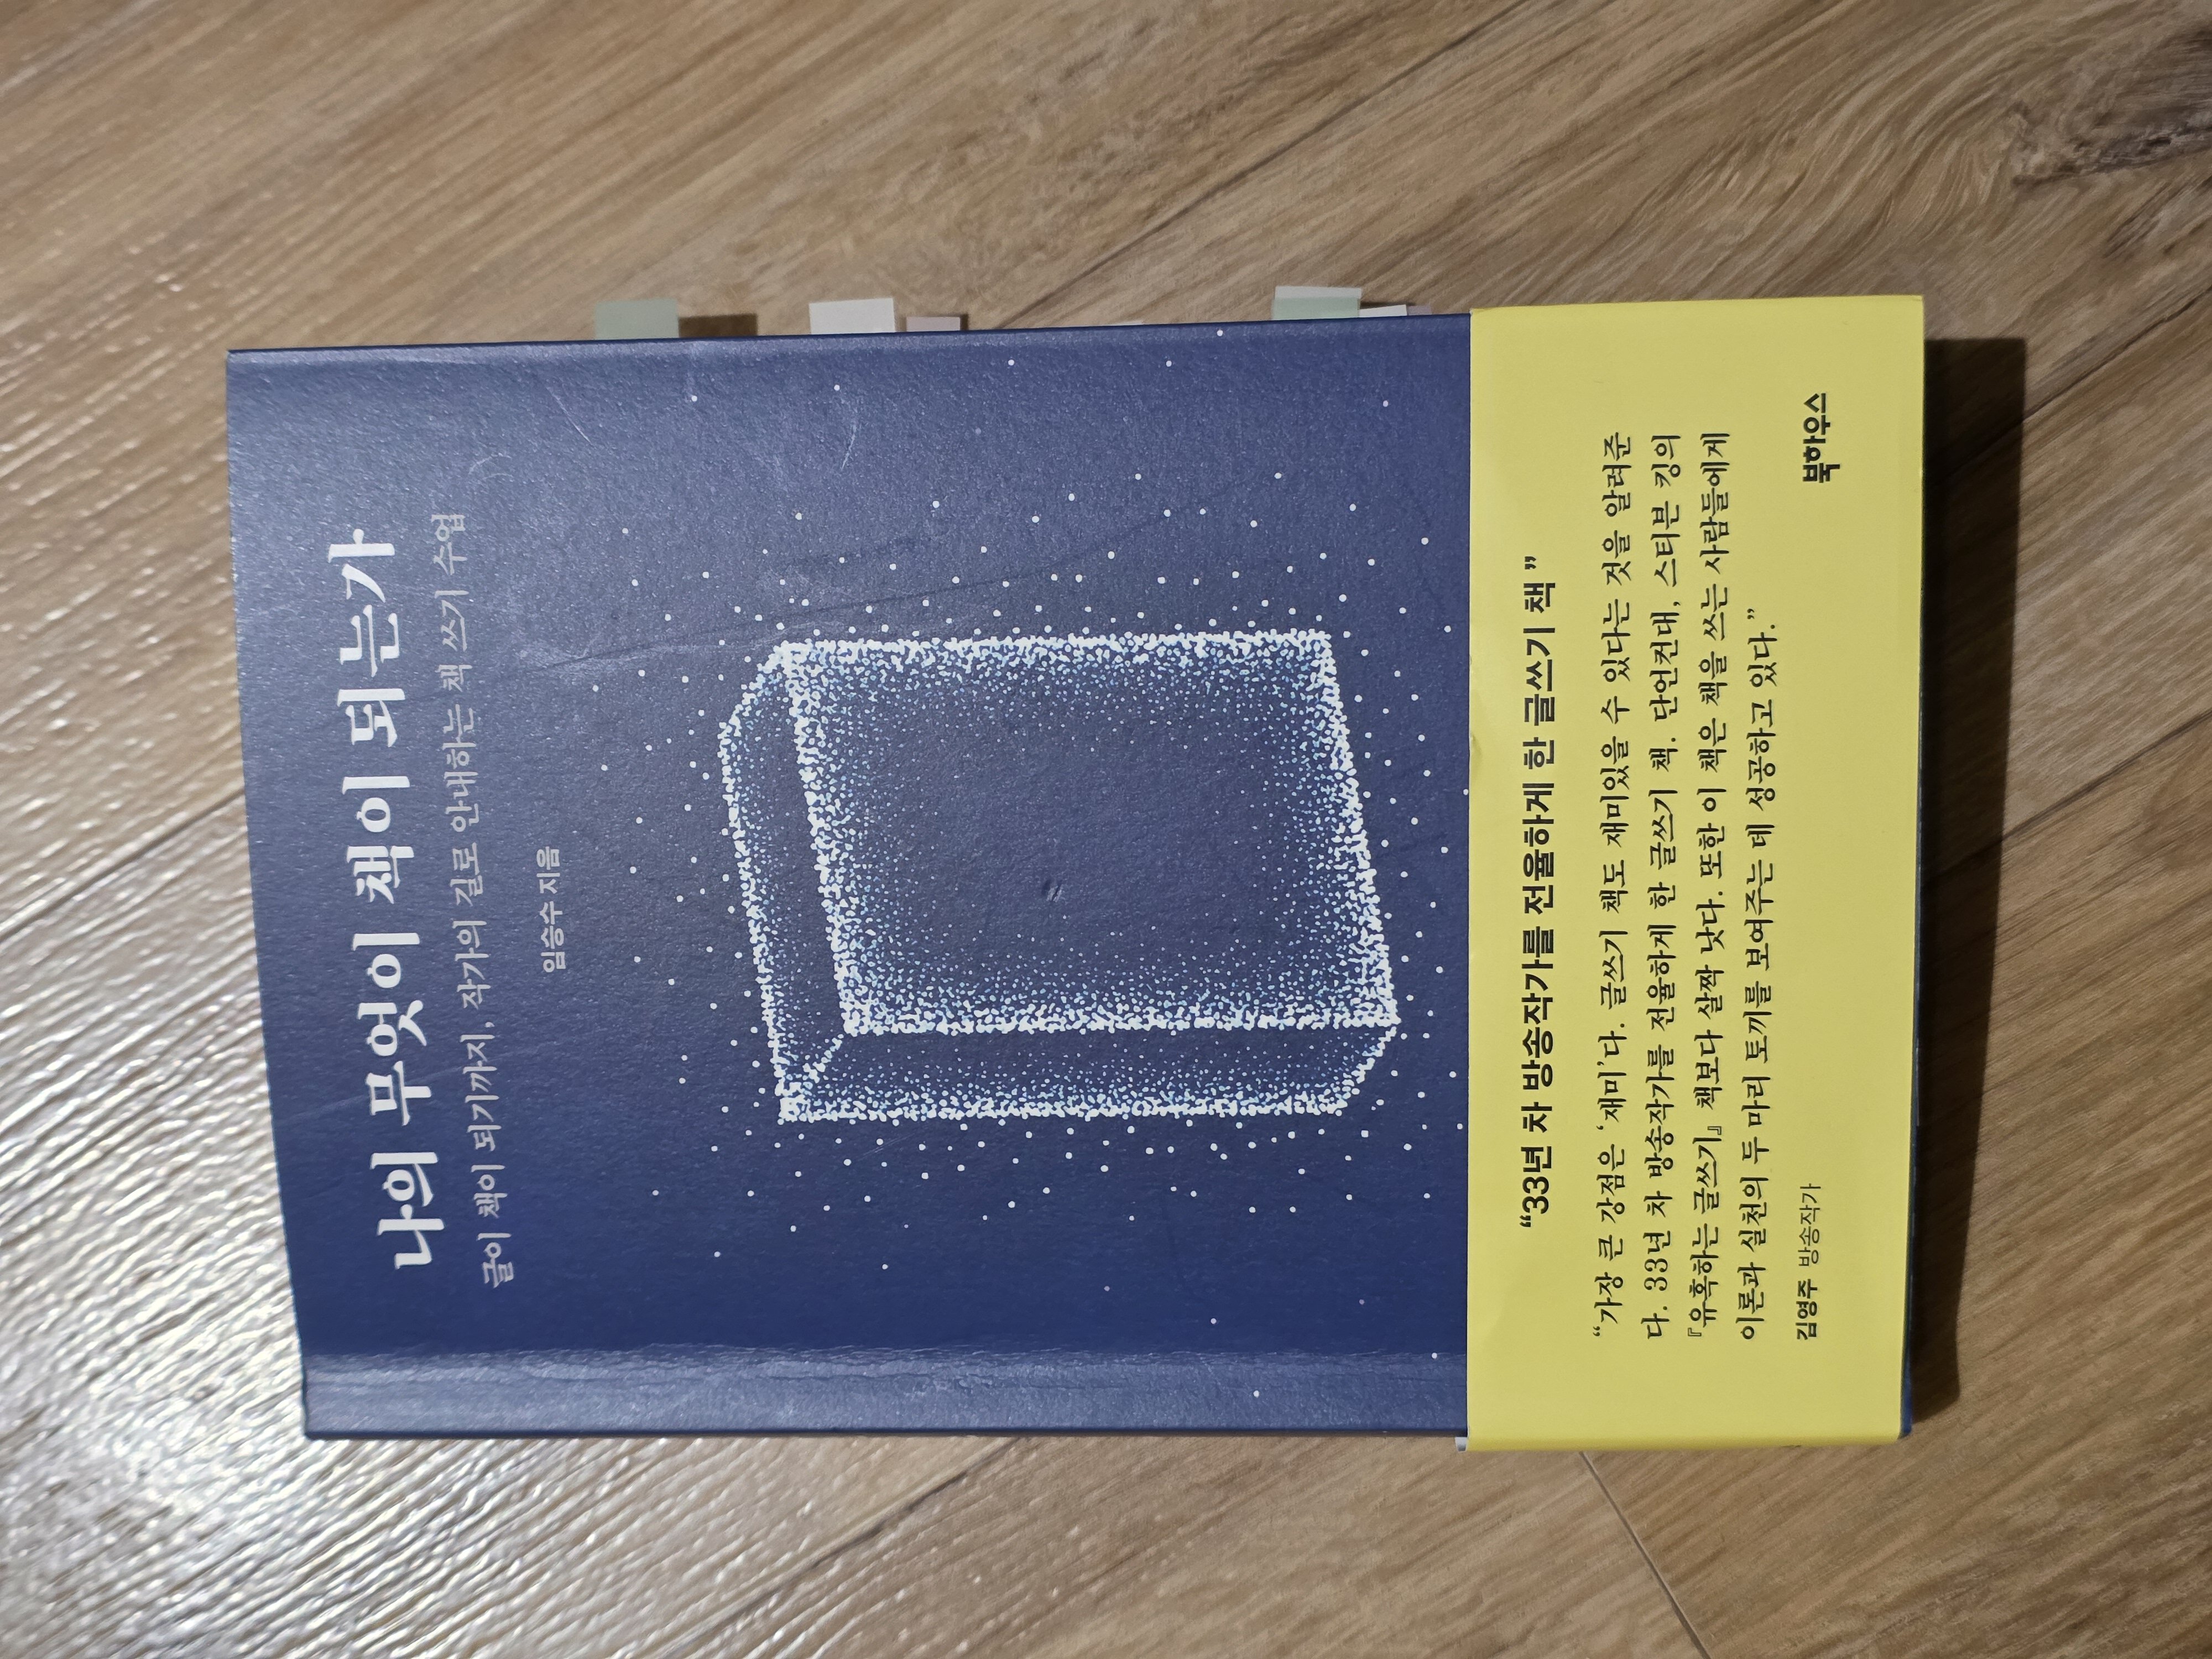 나의 무엇이 책이 되는가
글이 책이 되기까지, 작가의 길로 안내하는 책 쓰기 수업
임승수 지음
“33년 차 방송작가를 전율하게 한 글쓰기 책”
“가장 큰 강점은 ‘재미’다. 글쓰기 책도 재미있을 수 있다는 것을 알려준
다. 33년 차 방송작가를 전율하게 한 글쓰기 책. 단언컨대, 스티븐 킹의
『유혹하는 글쓰기』 책보다 살짝 낫다. 또한 이 책은 책을 쓰는 사람들에게
이론과 실천의 두 마리 토끼를 보여주는 데 성공하고 있다.”
김영주 방송작가
북하우스